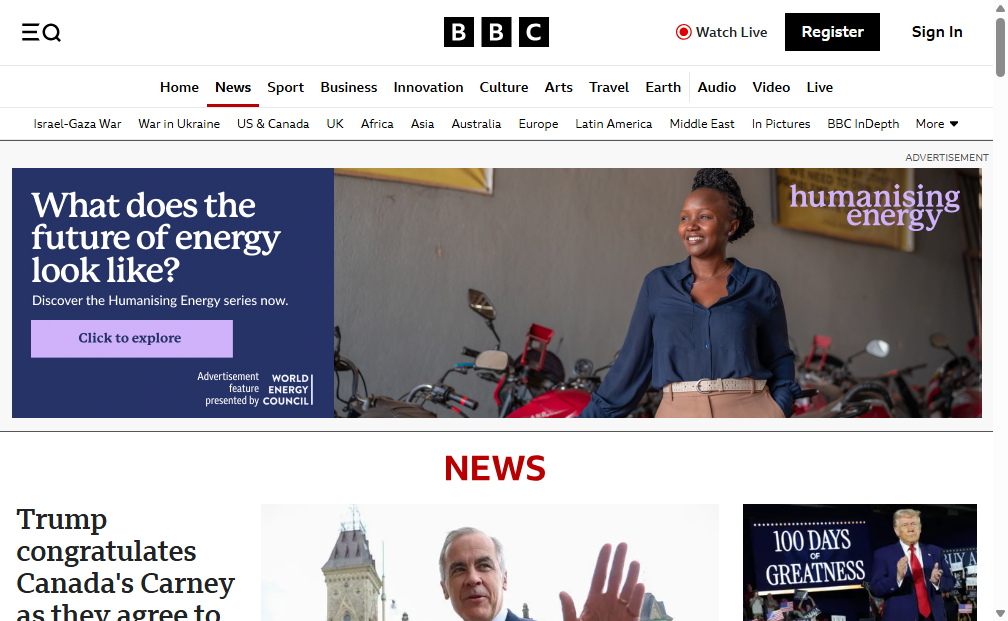 BBC
Watch Live
Register
Sign In
Home News Sport Business Innovation Culture Arts Travel Earth Audio Video Live
Israel-Gaza War War in Ukraine US & Canada UK Africa Asia Australia Europe Latin America Middle East In Pictures BBC InDepth More
ADVERTISEMENT
What does the
future of energy
look like?
Discover the Humanising Energy series now.
Click to explore
Advertisement
feature
presented by
WORLD
ENERGY
COUNCIL
humanising
energy
NEWS
Trump
congratulates
Canada's Carney
as they agree to
100 DAYS
OF
GREATNESS